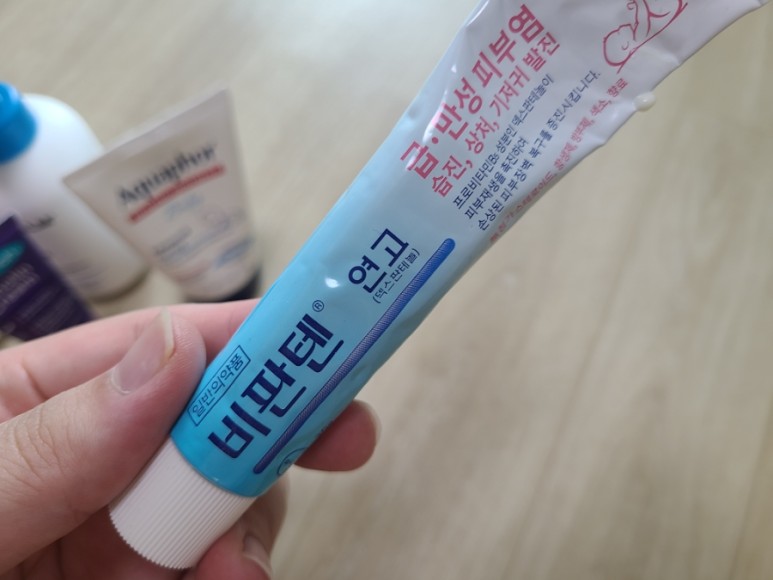 급·만성 피부염
습진, 상처, 기저귀 발진
프로비타민B₅ 성분인 덱스판테놀이
피부재생을 촉진하여
손상된 피부장벽 복구를 증진시킵니다.
일반의약품
비판텐® 연고
(덱스판테놀)
Aquaphor